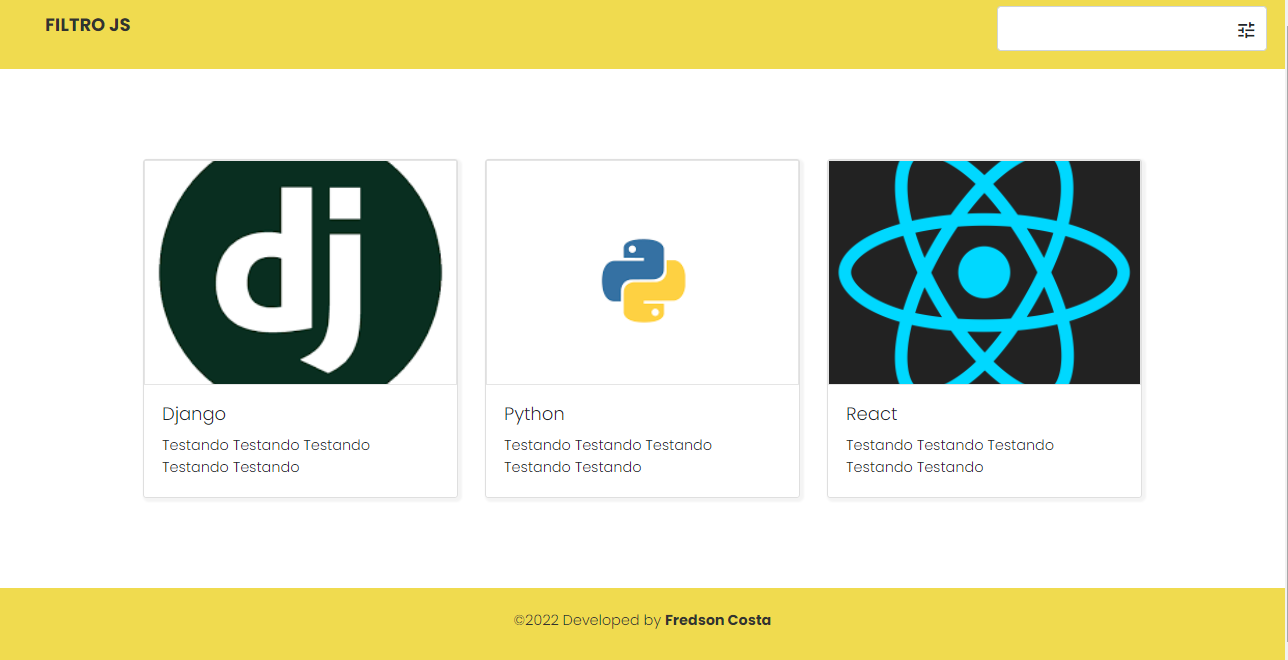 FILTRO JS
dj
Django
Testando Testando Testando
Testando Testando
Python
Testando Testando Testando
Testando Testando
React
Testando Testando Testando
Testando Testando
©2022 Developed by Fredson Costa